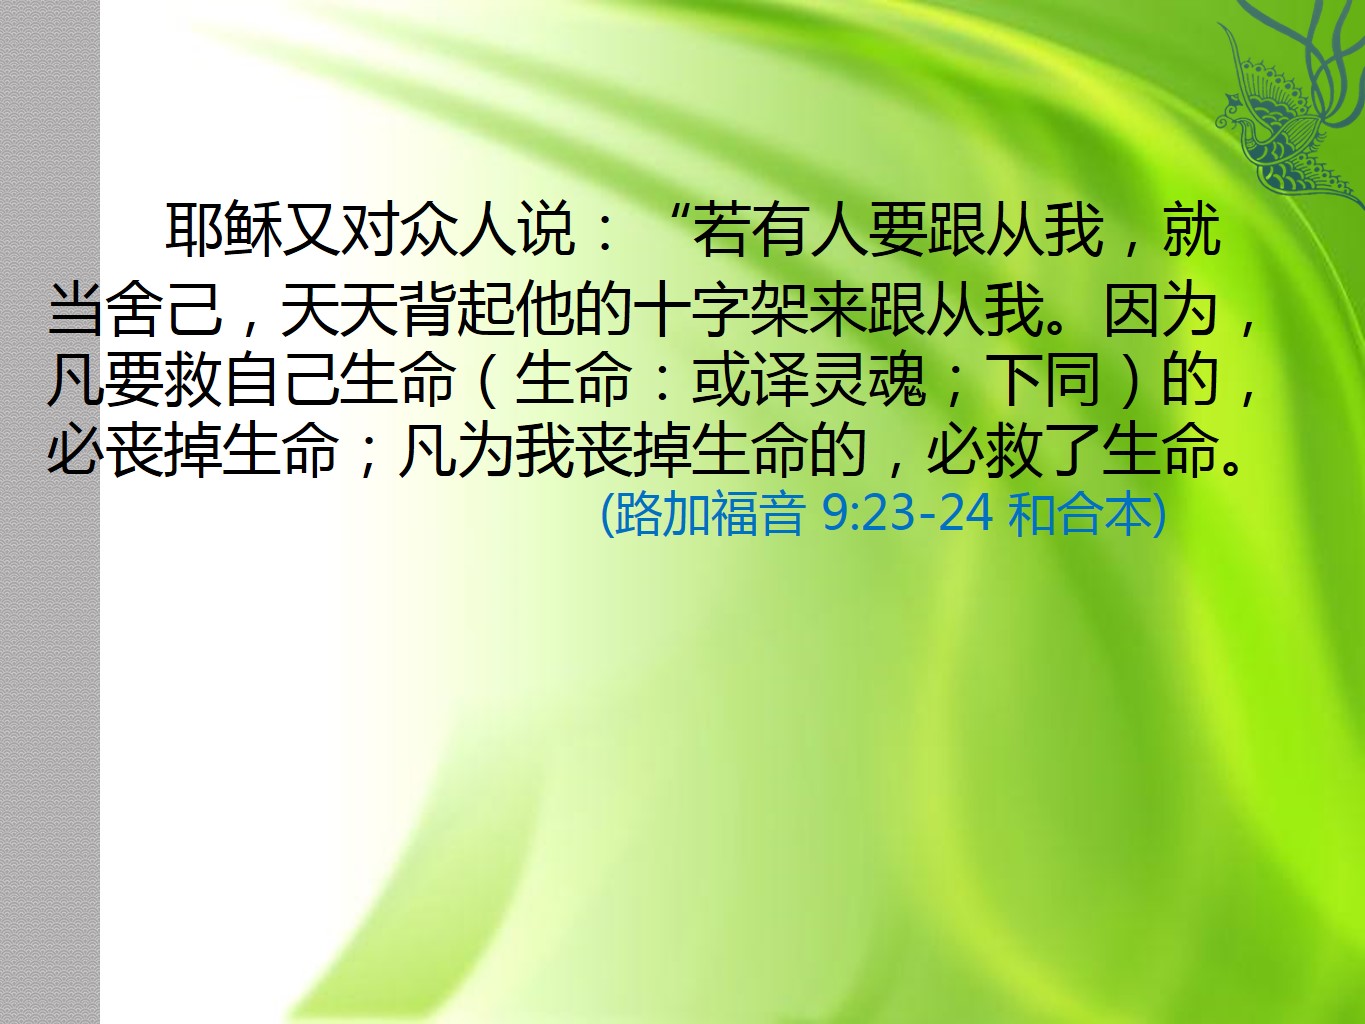 耶稣又对众人说：“若有人要跟从我，就
当舍己，天天背起他的十字架来跟从我。因为，
凡要救自己生命（生命：或译灵魂；下同）的，
必丧掉生命；凡为我丧掉生命的，必救了生命。
(路加福音 9:23-24 和合本)